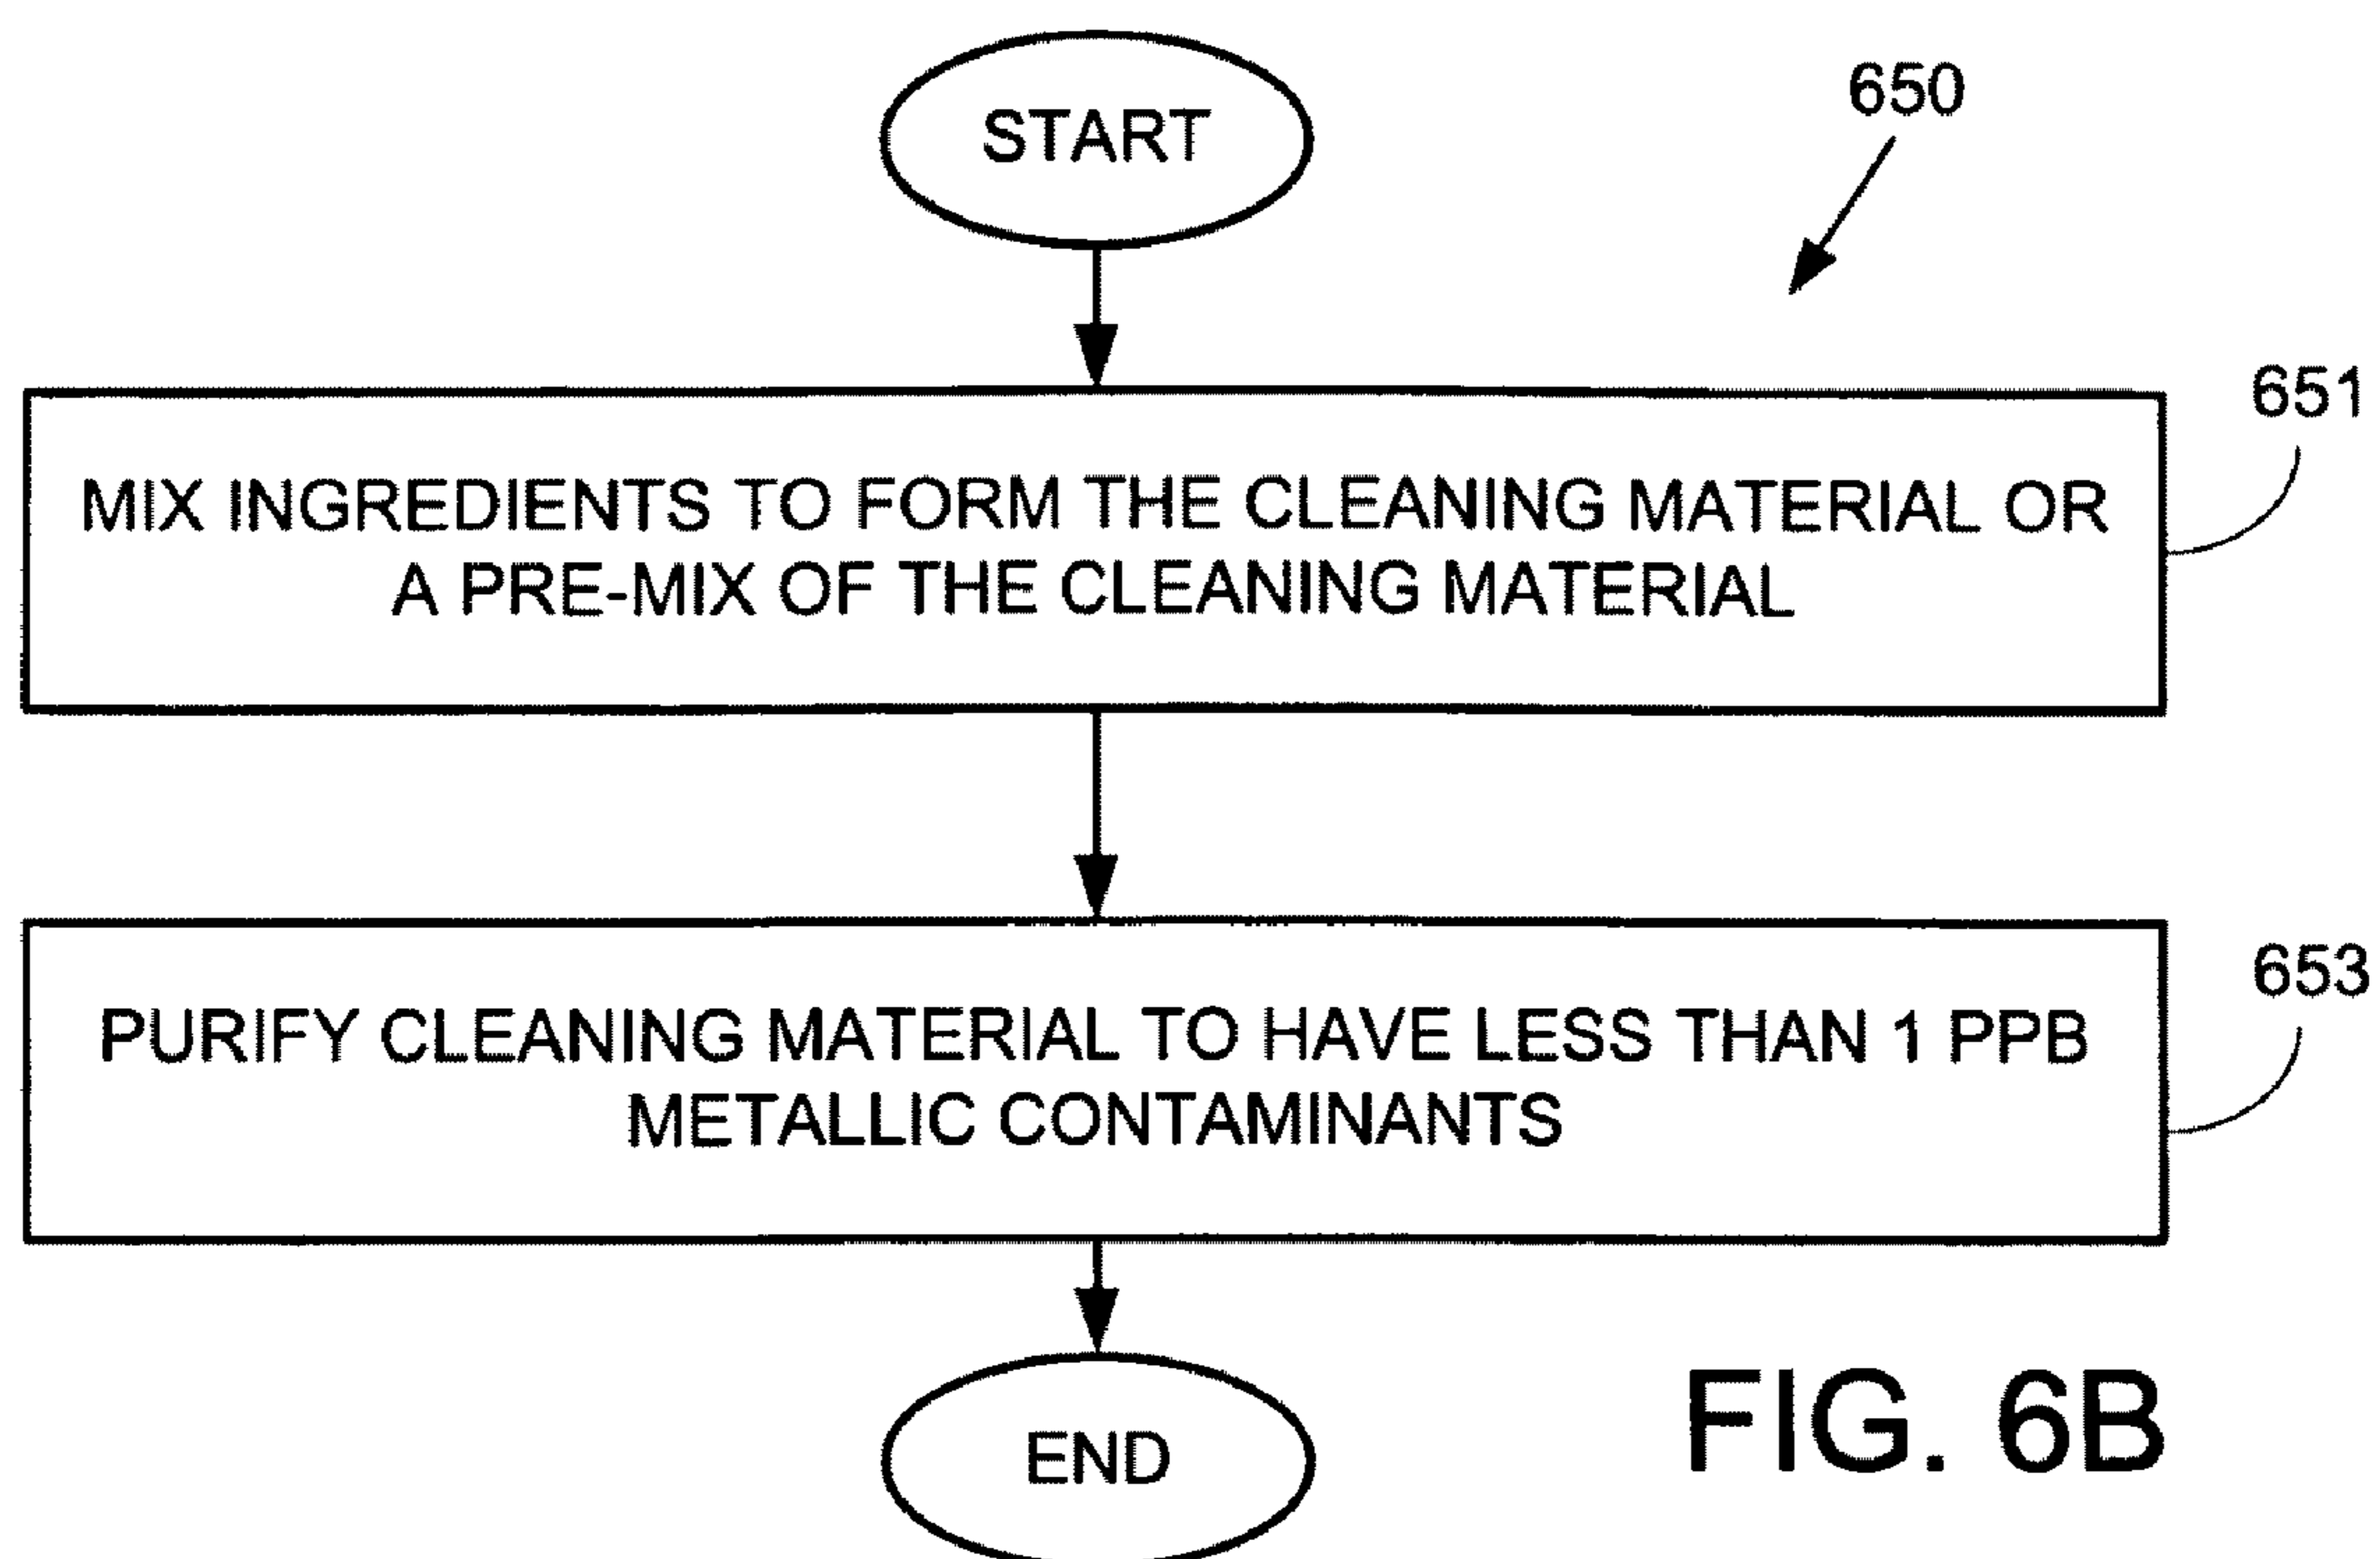 START
650
651
MIX INGREDIENTS TO FORM THE CLEANING MATERIAL OR
A PRE-MIX OF THE CLEANING MATERIAL
653
PURIFY CLEANING MATERIAL TO HAVE LESS THAN 1 PPB
METALLIC CONTAMINANTS
END
FIG. 6B